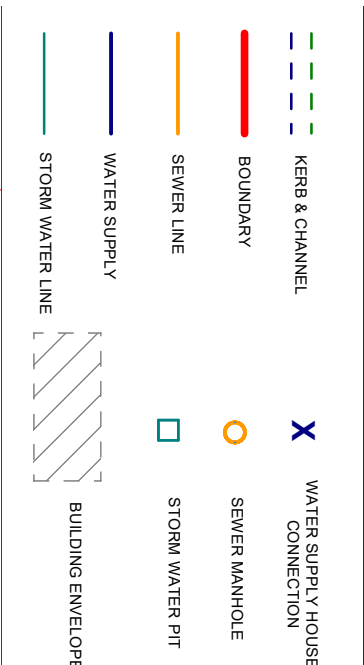 KERB & CHANNEL
BOUNDARY
SEWER LINE
WATER SUPPLY
STORM WATER LINE
WATER SUPPLY HOUSE
CONNECTION
SEWER MANHOLE
STORM WATER PIT
BUILDING ENVELOPE